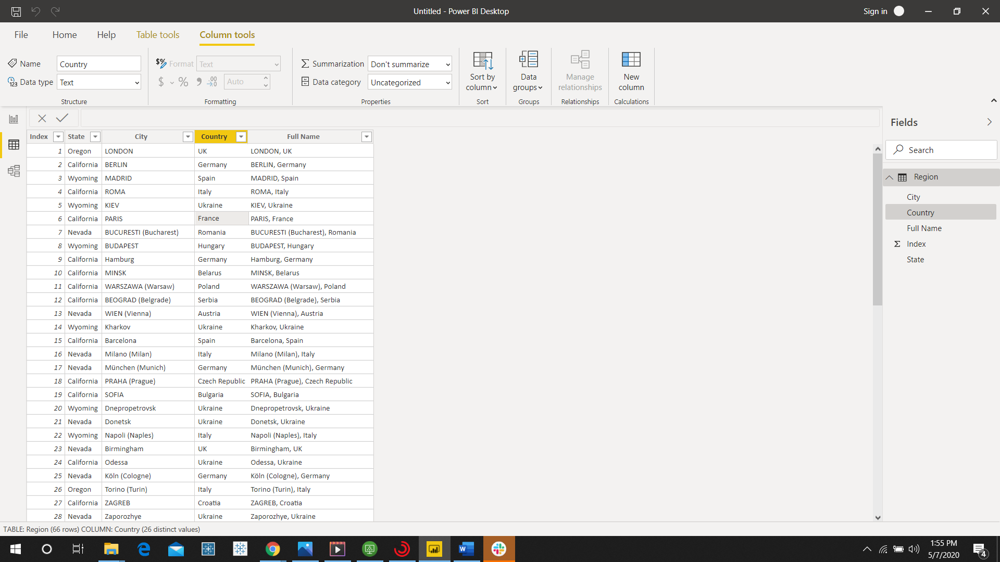 Untitled - Power BI Desktop
Sign in
File Home Help Table tools Column tools
Name Country
Data type Text
Structure
$% Format Text
$ % 9 .00 →.0 Auto
Formatting
Summarization Don't summarize
Data category Uncategorized
Properties
Sort by
column
Sort
Data
groups
Groups
Manage
relationships
Relationships
New
column
Calculations
Index State City Country Full Name
1 Oregon LONDON UK LONDON, UK
2 California BERLIN Germany BERLIN, Germany
3 Wyoming MADRID Spain MADRID, Spain
4 California ROMA Italy ROMA, Italy
5 Wyoming KIEV Ukraine KIEV, Ukraine
6 California PARIS France PARIS, France
7 Nevada BUCURESTI (Bucharest) Romania BUCURESTI (Bucharest), Romania
8 Wyoming BUDAPEST Hungary BUDAPEST, Hungary
9 California Hamburg Germany Hamburg, Germany
10 California MINSK Belarus MINSK, Belarus
11 California WARSZAWA (Warsaw) Poland WARSZAWA (Warsaw), Poland
12 California BEOGRAD (Belgrade) Serbia BEOGRAD (Belgrade), Serbia
13 Nevada WIEN (Vienna) Austria WIEN (Vienna), Austria
14 Wyoming Kharkov Ukraine Kharkov, Ukraine
15 California Barcelona Spain Barcelona, Spain
16 Nevada Milano (Milan) Italy Milano (Milan), Italy
17 Nevada München (Munich) Germany München (Munich), Germany
18 California PRAHA (Prague) Czech Republic PRAHA (Prague), Czech Republic
19 California SOFIA Bulgaria SOFIA, Bulgaria
20 Wyoming Dnepropetrovsk Ukraine Dnepropetrovsk, Ukraine
21 Nevada Donetsk Ukraine Donetsk, Ukraine
22 Wyoming Napoli (Naples) Italy Napoli (Naples), Italy
23 Nevada Birmingham UK Birmingham, UK
24 California Odessa Ukraine Odessa, Ukraine
25 Nevada Köln (Cologne) Germany Köln (Cologne), Germany
26 Oregon Torino (Turin) Italy Torino (Turin), Italy
27 California ZAGREB Croatia ZAGREB, Croatia
28 Nevada Zaporozhye Ukraine Zaporozhye, Ukraine
Fields
Search
Region
City
Country
Full Name
Σ Index
State
TABLE: Region (66 rows) COLUMN: Country (26 distinct values)
1:55 PM
5/7/2020
4